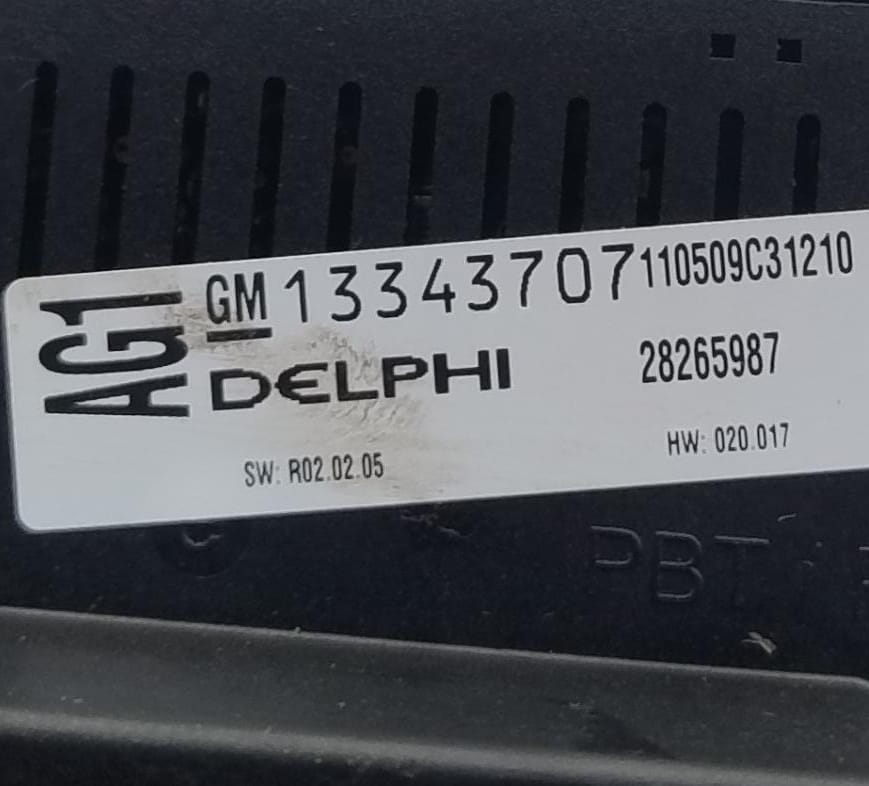 AG1
GM 13343707 110509C31210
DELPHI 28265987
SW: R02.02.05 HW: 020.017
PBT